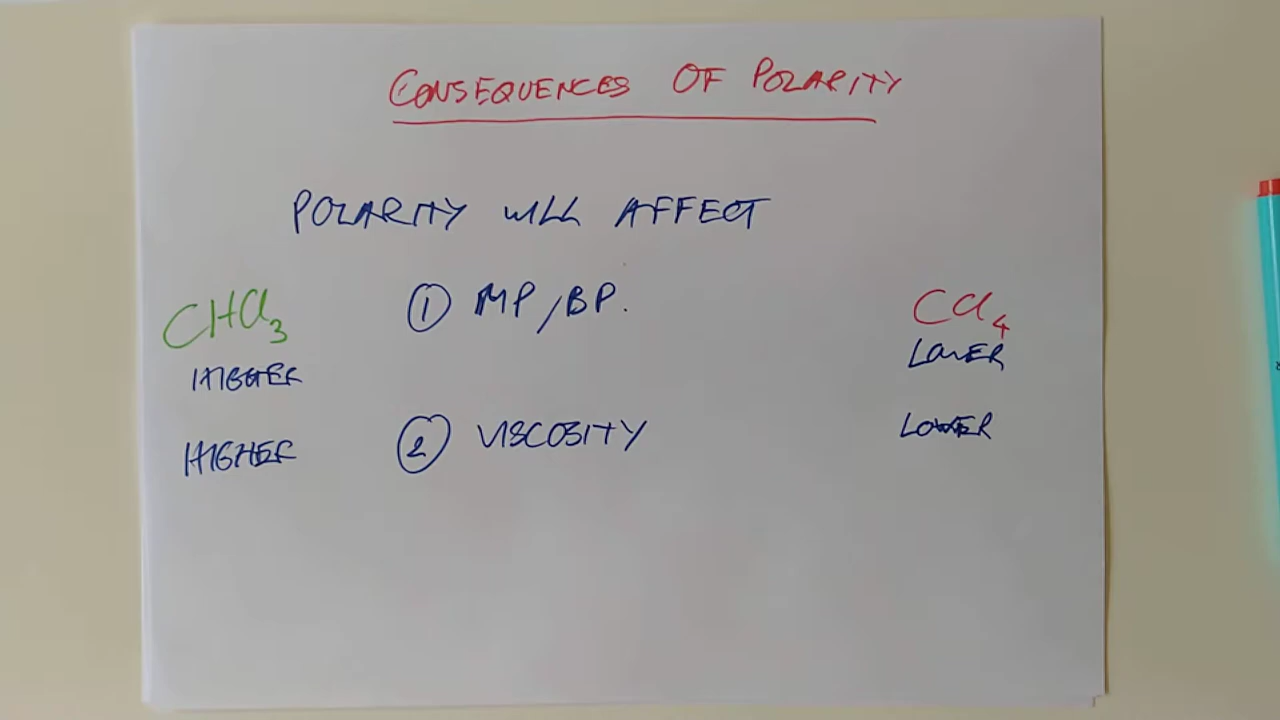 CONSEQUENCES OF POLARITY
POLARITY WILL AFFECT
CHCl3 ① MP/BP. CCl4
HIGHER LOWER
HIGHER ② VISCOSITY LOWER